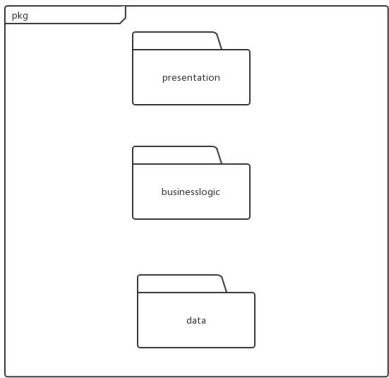 pkg
presentation
businesslogic
data